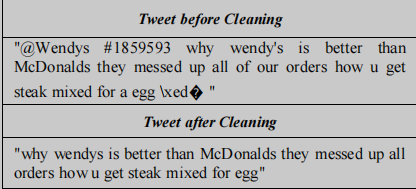 Tweet before Cleaning
"@Wendys #1859593 why wendy's is better than
McDonalds they messed up all of our orders how u get
steak mixed for a egg \xed� "
Tweet after Cleaning
"why wendys is better than McDonalds they messed up all
orders how u get steak mixed for egg"